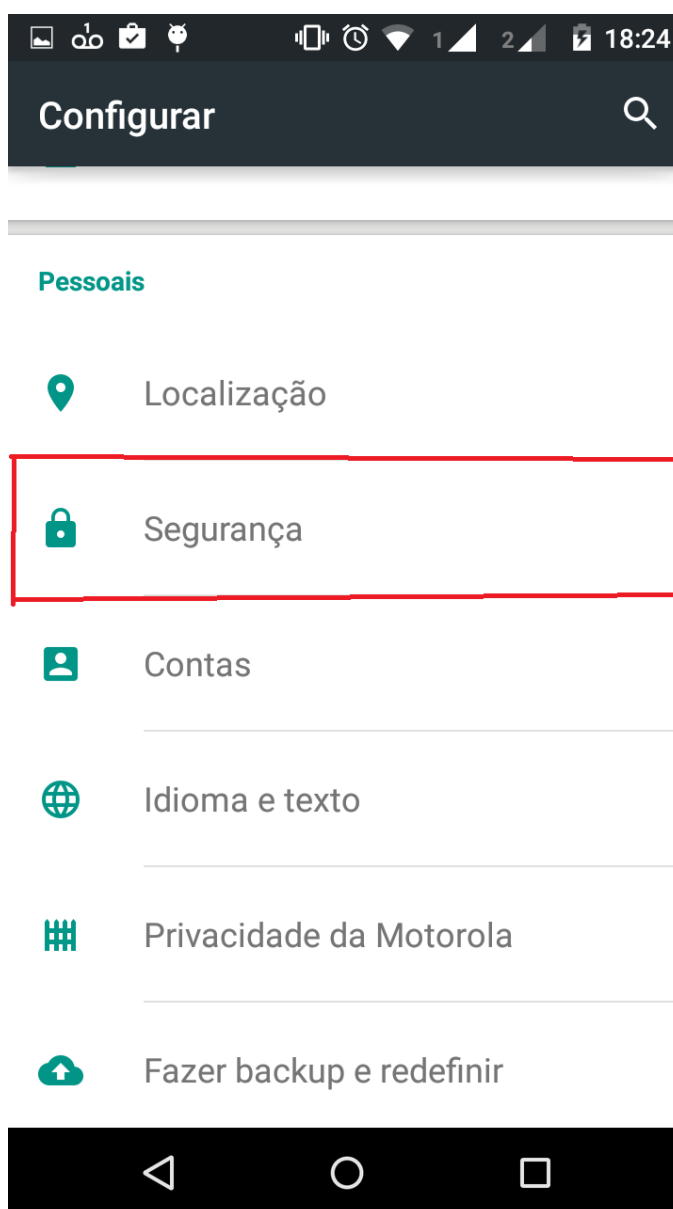 1 2 18:24
Configurar
Pessoais
Localização
Segurança
Contas
Idioma e texto
Privacidade da Motorola
Fazer backup e redefinir